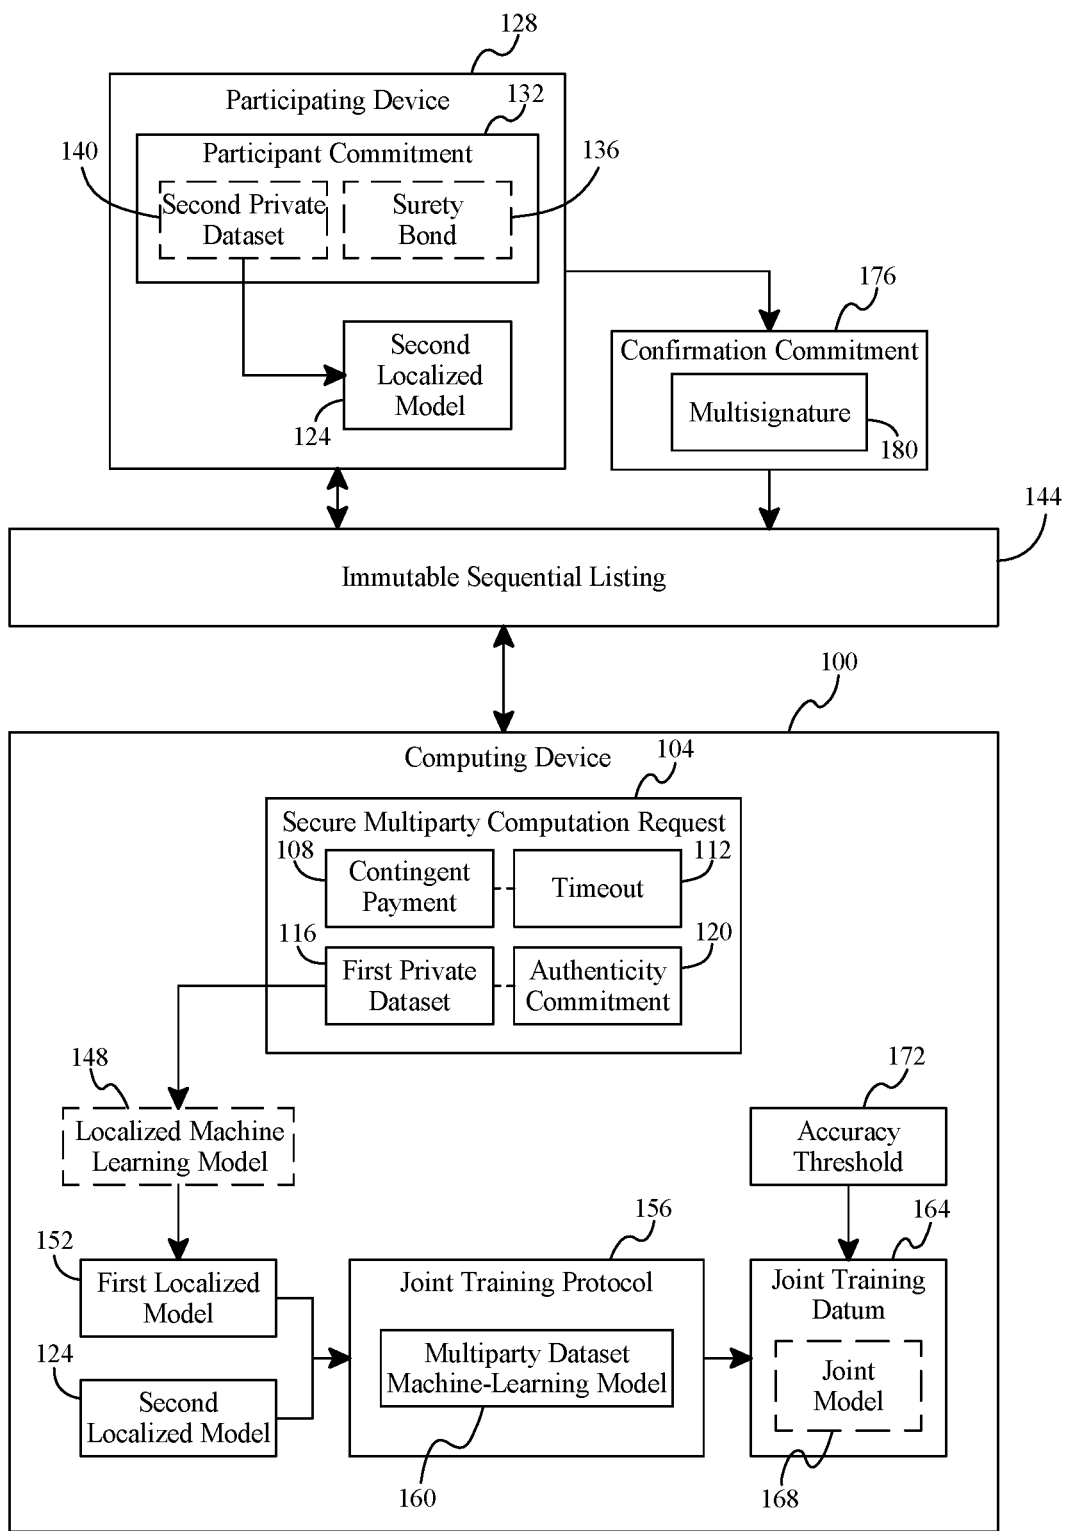 128
Participating Device
132
Participant Commitment
140
136
Second Private
Dataset
Surety
Bond
176
Confirmation Commitment
Second
Localized
Model
124
Multisignature
180
144
Immutable Sequential Listing
100
Computing Device
104
Secure Multiparty Computation Request
108
Contingent
Payment
112
Timeout
116
First Private
Dataset
120
Authenticity
Commitment
148
Localized Machine
Learning Model
172
Accuracy
Threshold
152
First Localized
Model
156
Joint Training Protocol
164
Joint Training
Datum
124
Second
Localized Model
Multiparty Dataset
Machine-Learning Model
160
Joint
Model
168